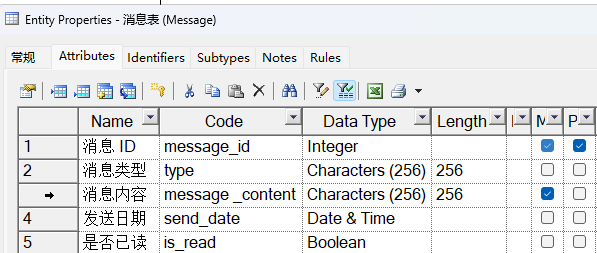 Entity Properties - 消息表 (Message)
常规 Attributes Identifiers Subtypes Notes Rules
Name Code Data Type Length I M P
1 消息 ID message_id Integer
2 消息类型 type Characters (256) 256
消息内容 message _content Characters (256) 256
4 发送日期 send_date Date & Time
5 是否已读 is_read Boolean